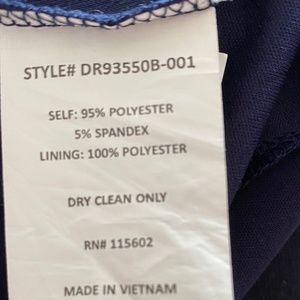 STYLE# DR93550B-001
SELF: 95% POLYESTER
5% SPANDEX
LINING: 100% POLYESTER
DRY CLEAN ONLY
RN# 115602
MADE IN VIETNAM